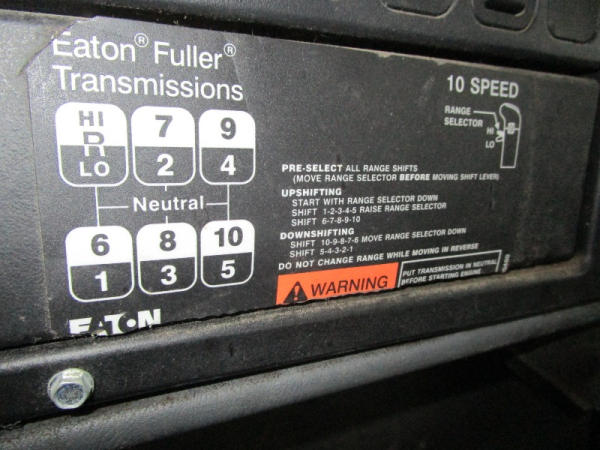 Eaton® Fuller®
Transmissions
HI
R
LO
7
2
9
4
Neutral
6
1
8
3
10
5
EATON
10 SPEED
RANGE
SELECTOR
HI
LO
PRE-SELECT ALL RANGE SHIFTS
(MOVE RANGE SELECTOR BEFORE MOVING SHIFT LEVER)
UPSHIFTING
START WITH RANGE SELECTOR DOWN
SHIFT 1-2-3-4-5 RAISE RANGE SELECTOR
SHIFT 6-7-8-9-10
DOWNSHIFTING
SHIFT 10-9-8-7-6 MOVE RANGE SELECTOR DOWN
SHIFT 5-4-3-2-1
DO NOT CHANGE RANGE WHILE MOVING IN REVERSE
WARNING
PUT TRANSMISSION IN NEUTRAL
BEFORE STARTING ENGINE